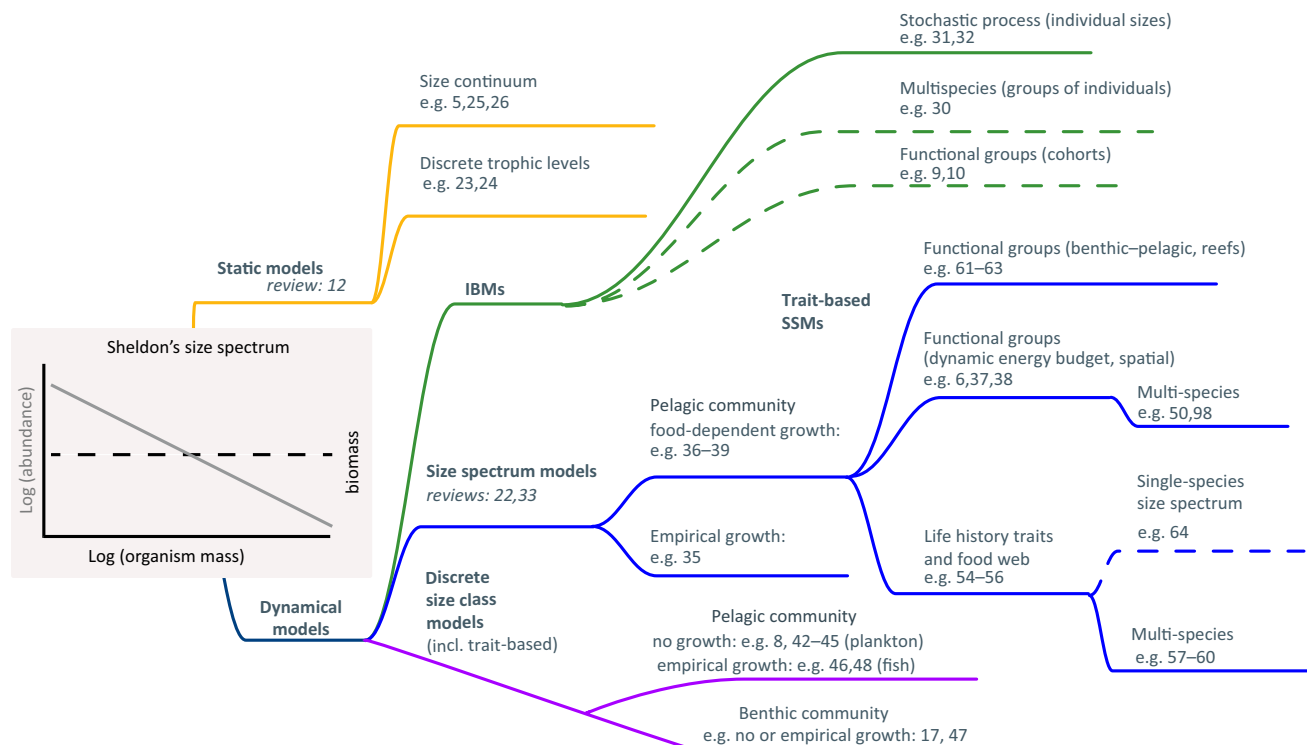 Stochastic process (individual sizes)
e.g. 31,32
Size continuum
e.g. 5,25,26
Multispecies (groups of individuals)
e.g. 30
Discrete trophic levels
e.g. 23,24
Functional groups (cohorts)
e.g. 9,10
Static models
review: 12
IBMs
Trait-based
SSMs
Functional groups (benthic–pelagic, reefs)
e.g. 61–63
Sheldon's size spectrum
Log (abundance)
biomass
Log (organism mass)
Functional groups
(dynamic energy budget, spatial)
e.g. 6,37,38
Multi-species
e.g. 50,98
Pelagic community
food-dependent growth:
e.g. 36–39
Size spectrum models
reviews: 22,33
Single-species
size spectrum
e.g. 64
Empirical growth:
e.g. 35
Life history traits
and food web
e.g. 54–56
Dynamical
models
Discrete
size class
models
(incl. trait-based)
Pelagic community
no growth: e.g. 8, 42–45 (plankton)
empirical growth: e.g. 46,48 (fish)
Multi-species
e.g. 57–60
Benthic community
e.g. no or empirical growth: 17, 47